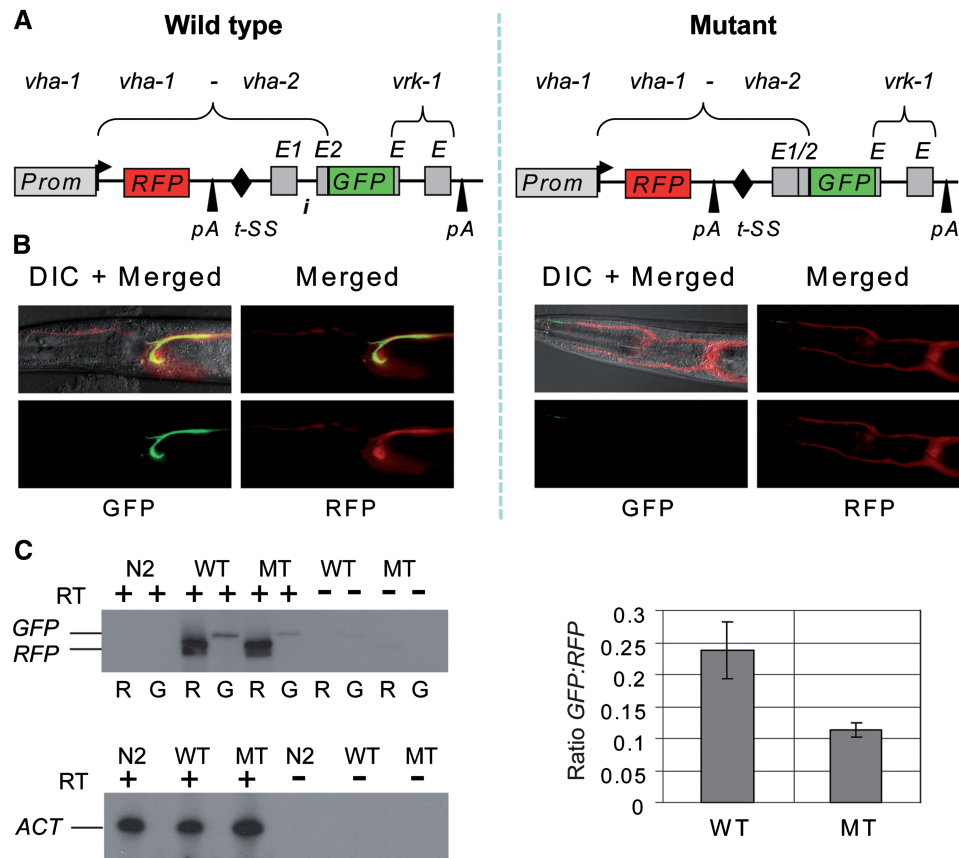 A
Wild type
Mutant
vha-1 vha-1 - vha-2 vrk-1
vha-1 vha-1 - vha-2 vrk-1
E1 E2 E E
E1/2 E E
Prom RFP GFP
Prom RFP GFP
pA t-SS i pA
pA t-SS pA
B
DIC + Merged Merged
DIC + Merged Merged
GFP RFP
GFP RFP
C
N2 WT MT WT MT
RT + + + + + + - - - -
GFP
RFP
R G R G R G R G R G
N2 WT MT N2 WT MT
RT + + + - - -
ACT
Ratio GFP:RFP
0.3
0.25
0.2
0.15
0.1
0.05
0
WT MT